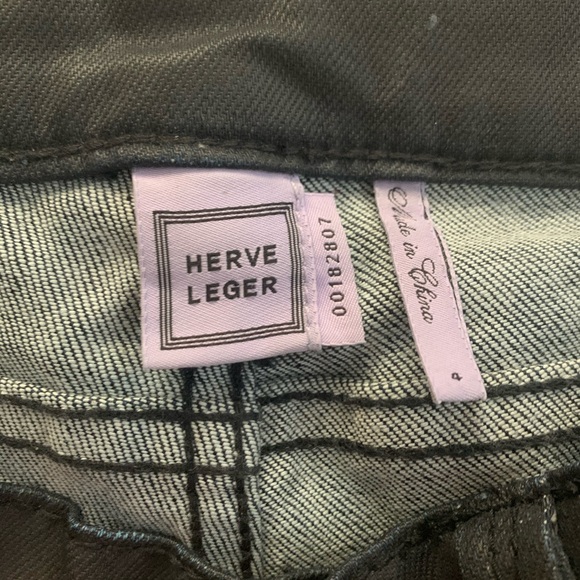 HERVE
LEGER
00182807
Made in China
4